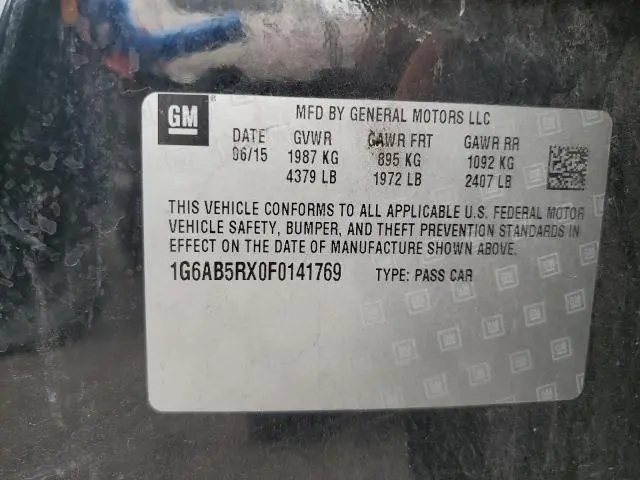 GM ®
MFD BY GENERAL MOTORS LLC
DATE GVWR GAWR FRT GAWR RR
06/15 1987 KG 895 KG 1092 KG
4379 LB 1972 LB 2407 LB
THIS VEHICLE CONFORMS TO ALL APPLICABLE U.S. FEDERAL MOTOR
VEHICLE SAFETY, BUMPER, AND THEFT PREVENTION STANDARDS IN
EFFECT ON THE DATE OF MANUFACTURE SHOWN ABOVE.
1G6AB5RX0F0141769 TYPE: PASS CAR